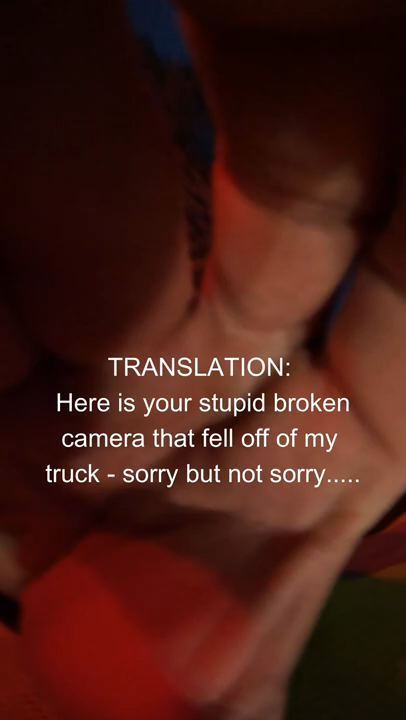 TRANSLATION:
Here is your stupid broken
camera that fell off of my
truck - sorry but not sorry.....